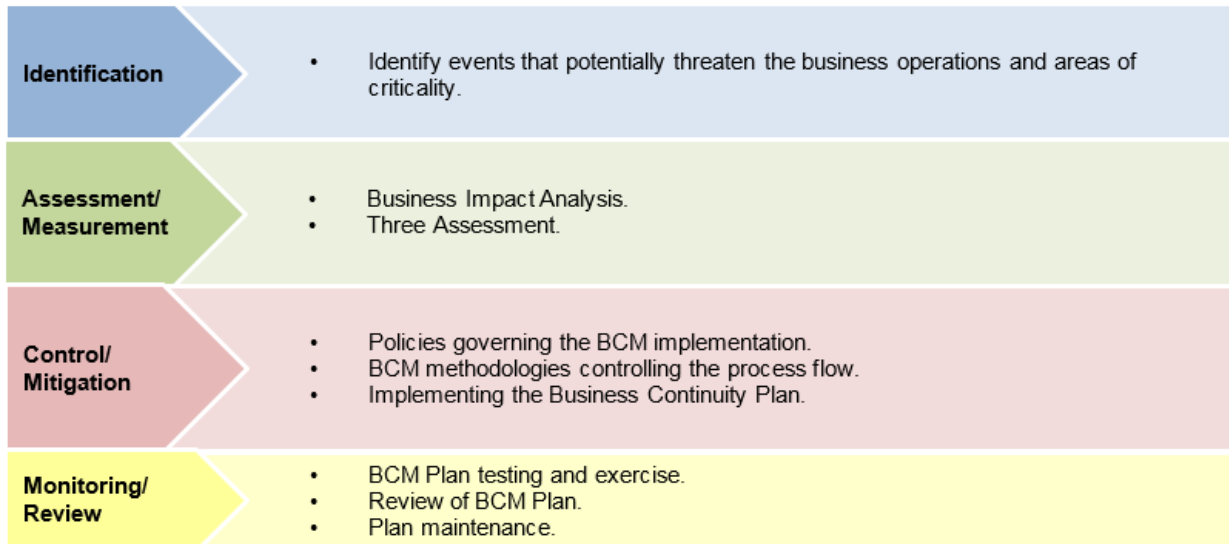 Identification
• Identify events that potentially threaten the business operations and areas of
criticality.
Assessment/
Measurement
• Business Impact Analysis.
• Three Assessment.
Control/
Mitigation
• Policies governing the BCM implementation.
• BCM methodologies controlling the process flow.
• Implementing the Business Continuity Plan.
Monitoring/
Review
• BCM Plan testing and exercise.
• Review of BCM Plan.
• Plan maintenance.